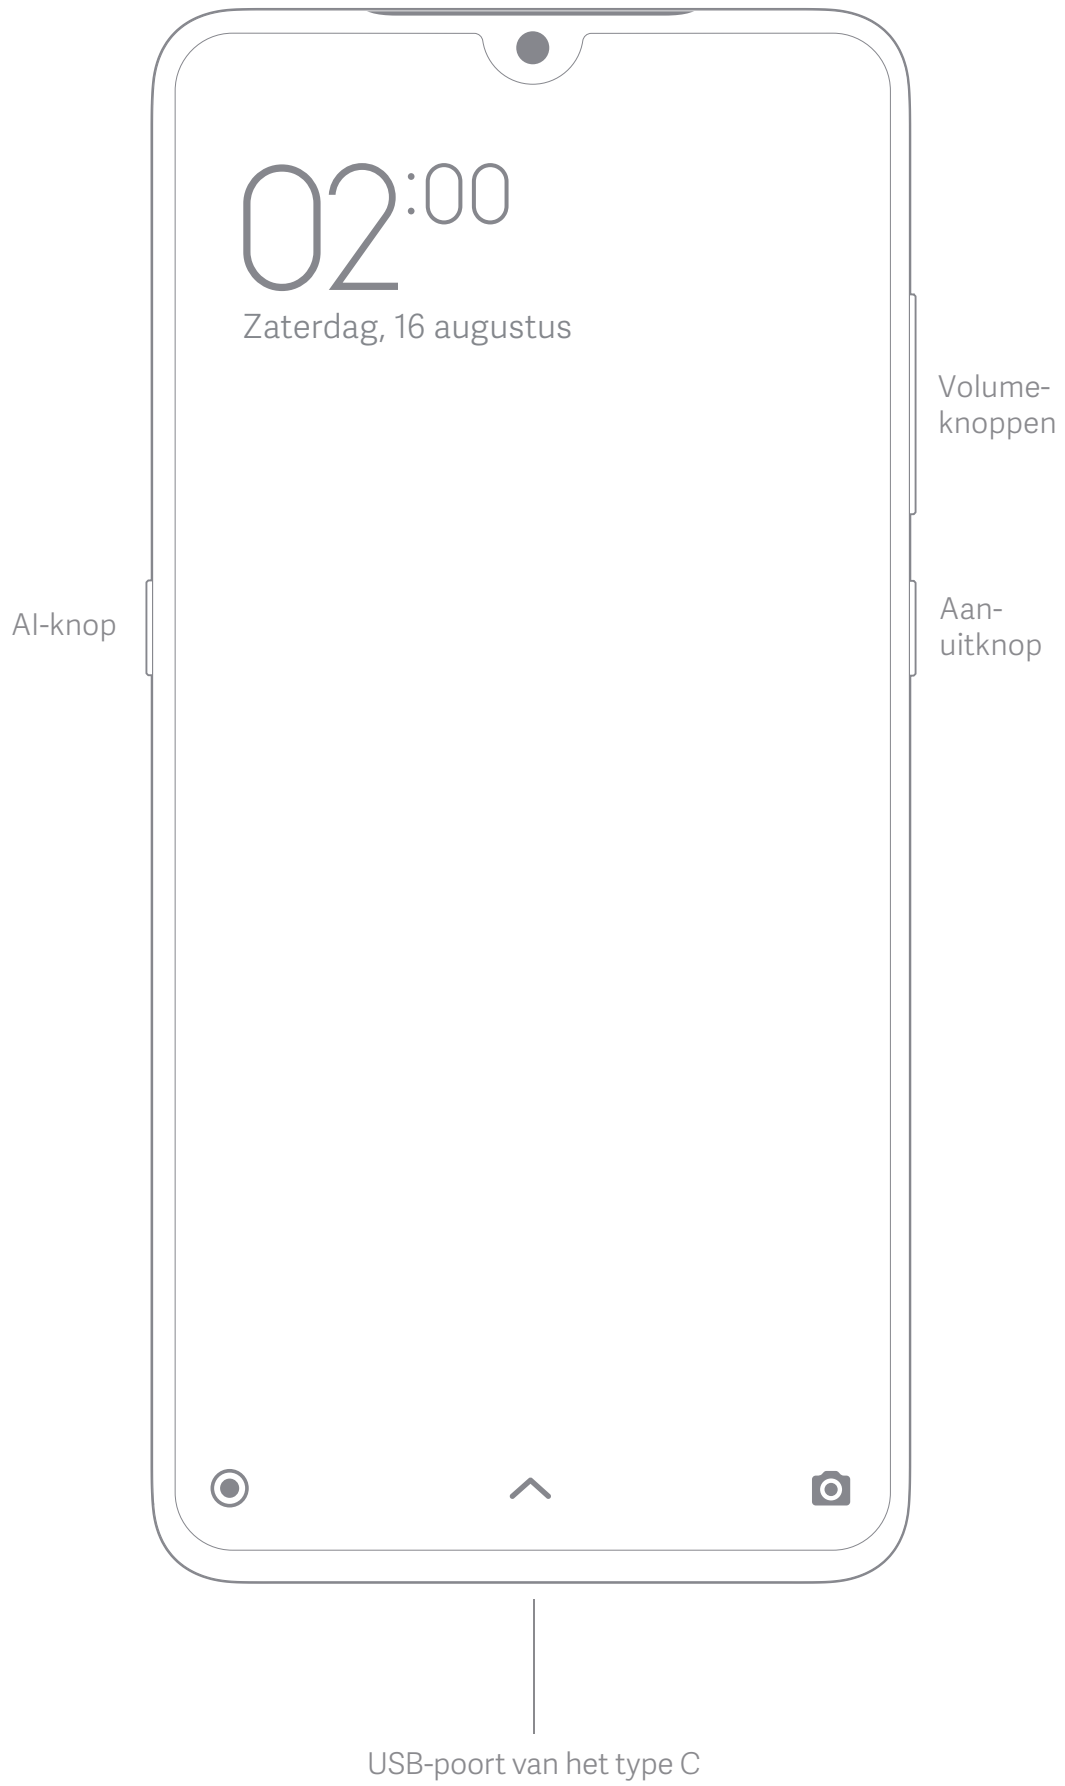 02:00
Zaterdag, 16 augustus
Volume-
knoppen
AI-knop
Aan-
uitknop
USB-poort van het type C